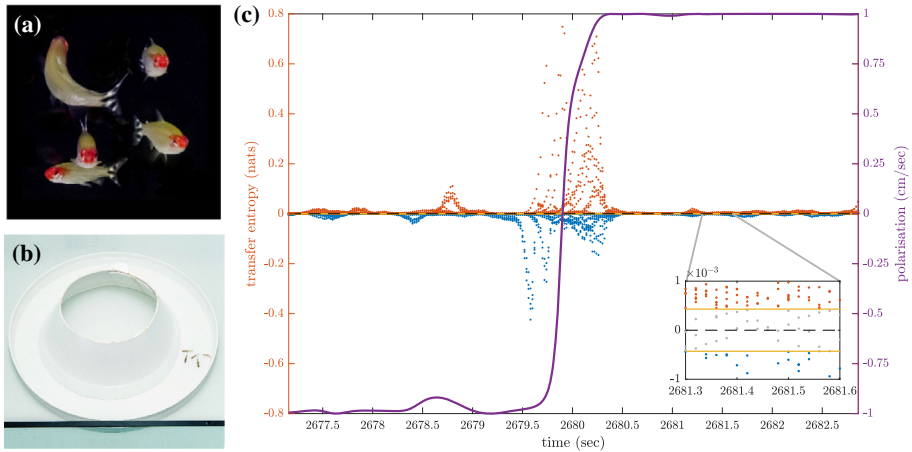 (a)
(b)
(c)
transfer entropy (nats)
0.8
0.6
0.4
0.2
0
-0.2
-0.4
-0.6
-0.8
polarisation (cm/sec)
1
0.75
0.5
0.25
0
-0.25
-0.5
-0.75
-1
2677.5 2678 2678.5 2679 2679.5 2680 2680.5 2681 2681.5 2682 2682.5
time (sec)
×10⁻³
1
0
-1
2681.3 2681.4 2681.5 2681.6